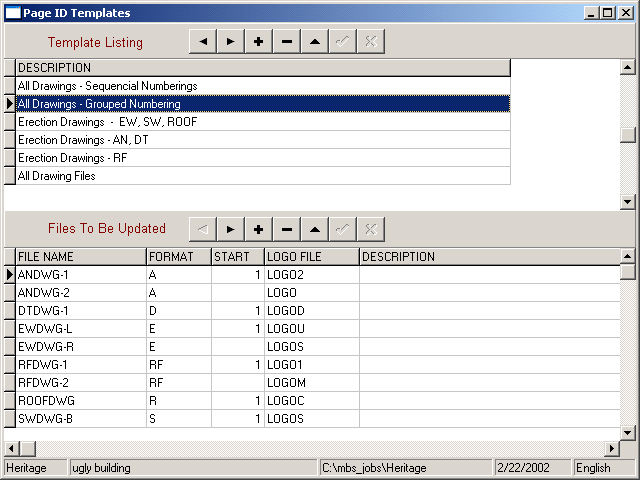 Page ID Templates
Template Listing
DESCRIPTION
All Drawings - Sequencial Numberings
All Drawings - Grouped Numbering
Erection Drawings - EW, SW, ROOF
Erection Drawings - AN, DT
Erection Drawings - RF
All Drawing Files
Files To Be Updated
FILE NAME FORMAT START LOGO FILE DESCRIPTION
ANDWG-1 A 1 LOGO2
ANDWG-2 A LOGO
DTDWG-1 D 1 LOGOD
EWDWG-L E 1 LOGOU
EWDWG-R E LOGOS
RFDWG-1 RF 1 LOGO1
RFDWG-2 RF LOGOM
ROOFDWG R 1 LOGOC
SWDWG-B S 1 LOGOS
Heritage ugly building C:\mbs_jobs\Heritage 2/22/2002 English